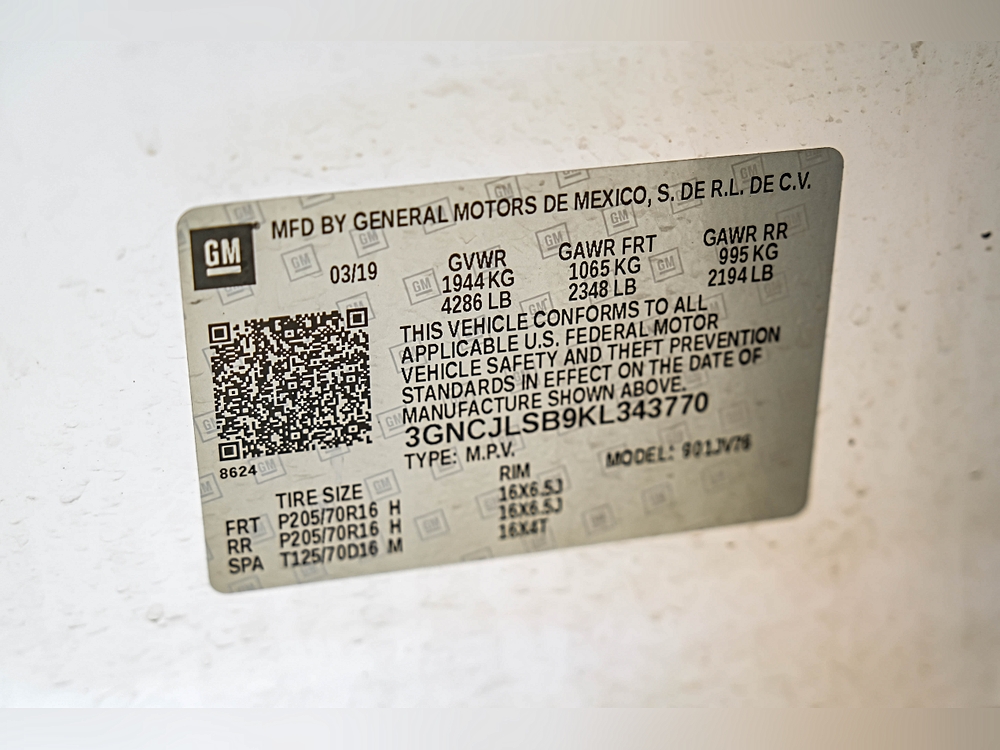 GM
MFD BY GENERAL MOTORS DE MEXICO, S. DE R.L. DE C.V.
03/19
GVWR GAWR FRT GAWR RR
1944KG 1065 KG 995 KG
4286 LB 2348 LB 2194 LB
THIS VEHICLE CONFORMS TO ALL
APPLICABLE U.S. FEDERAL MOTOR
VEHICLE SAFETY AND THEFT PREVENTION
STANDARDS IN EFFECT ON THE DATE OF
MANUFACTURE SHOWN ABOVE.
3GNCJLSB9KL343770
TYPE: M.P.V. MODEL: 901JV76
8624
TIRE SIZE RIM
FRT P205/70R16 H 16X6.5J
RR P205/70R16 H 16X6.5J
SPA T125/70D16 M 16X4T